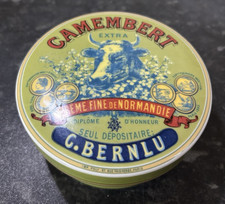 CAMEMBERT
EXTRA
CRÈME FINE DE NORMANDIE
DIPLÔME D'HONNEUR
SEUL DÉPOSITAIRE
C. BERNLU